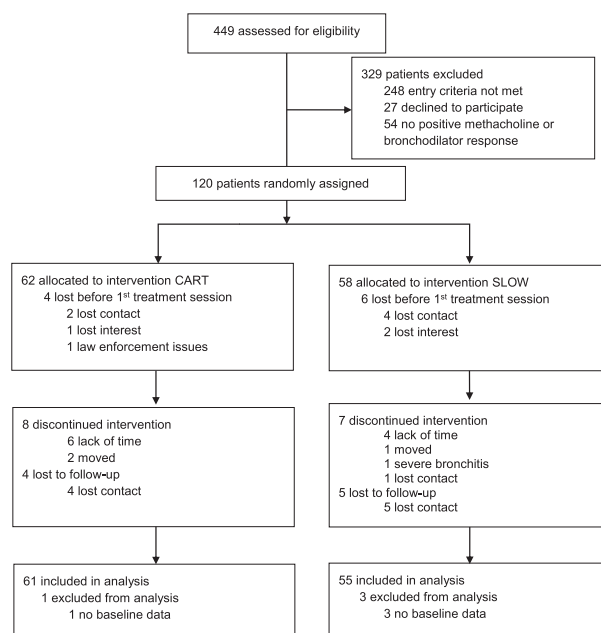 449 assessed for eligibility
329 patients excluded
248 entry criteria not met
27 declined to participate
54 no positive methacholine or
bronchodilator response
120 patients randomly assigned
62 allocated to intervention CART
4 lost before 1st treatment session
2 lost contact
1 lost interest
1 law enforcement issues
58 allocated to intervention SLOW
6 lost before 1st treatment session
4 lost contact
2 lost interest
8 discontinued intervention
6 lack of time
2 moved
4 lost to follow-up
4 lost contact
7 discontinued intervention
4 lack of time
1 moved
1 severe bronchitis
1 lost contact
5 lost to follow-up
5 lost contact
61 included in analysis
1 excluded from analysis
1 no baseline data
55 included in analysis
3 excluded from analysis
3 no baseline data